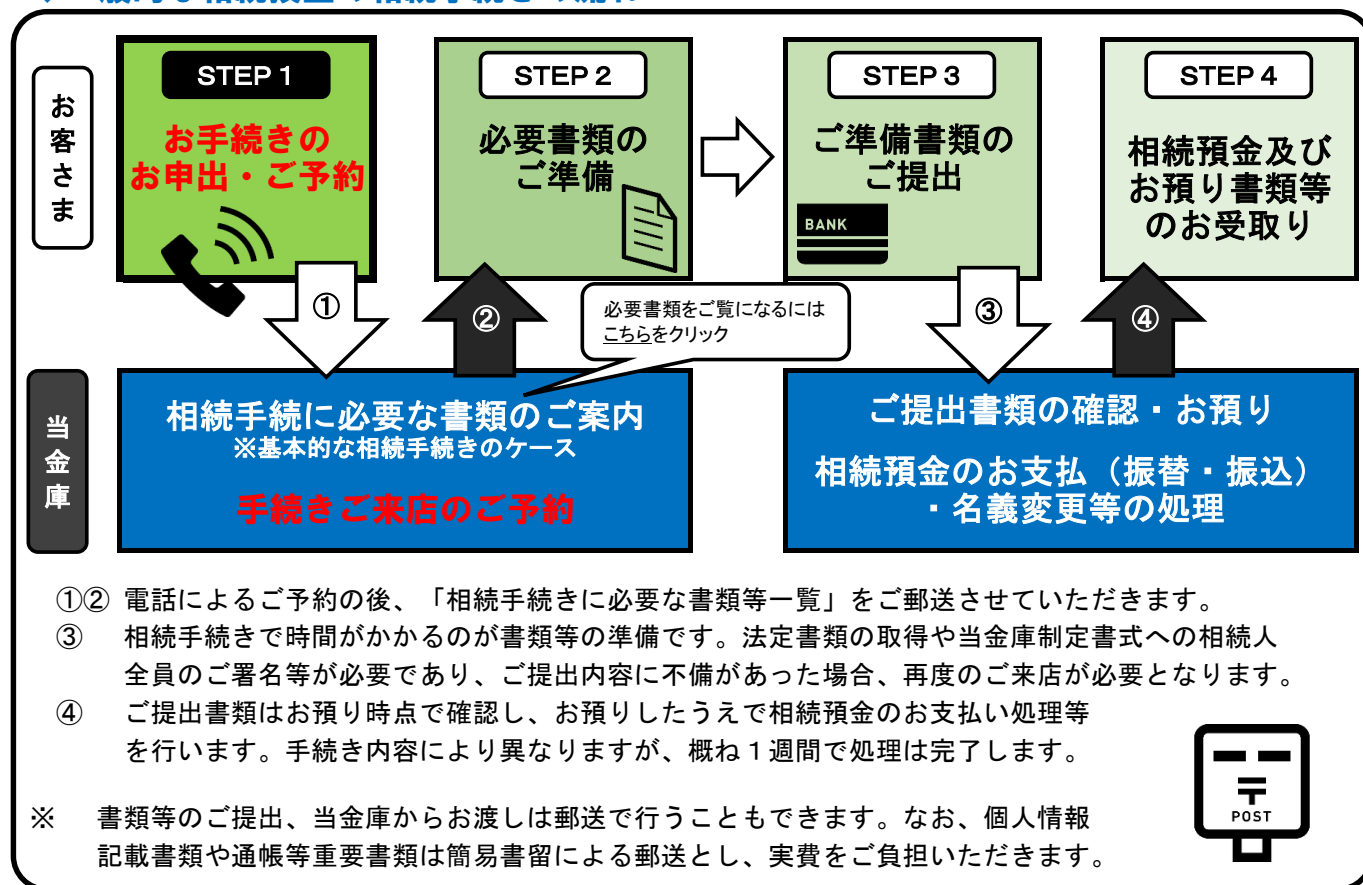 お客さま
STEP 1
お手続きの
お申出・ご予約
STEP 2
必要書類の
ご準備
STEP 3
ご準備書類の
ご提出
BANK
STEP 4
相続預金及び
お預り書類等
のお受取り
①
②
必要書類をご覧になるには
こちらをクリック
③
④
当金庫
相続手続に必要な書類のご案内
※基本的な相続手続きのケース
手続きご来店のご予約
ご提出書類の確認・お預り
相続預金のお支払（振替・振込）
・名義変更等の処理
①② 電話によるご予約の後、「相続手続きに必要な書類等一覧」をご郵送させていただきます。
③ 相続手続きで時間がかかるのが書類等の準備です。法定書類の取得や当金庫制定書式への相続人
全員のご署名等が必要であり、ご提出内容に不備があった場合、再度のご来店が必要となります。
④ ご提出書類はお預り時点で確認し、お預りしたうえで相続預金のお支払い処理等
を行います。手続き内容により異なりますが、概ね１週間で処理は完了します。
※ 書類等のご提出、当金庫からお渡しは郵送で行うこともできます。なお、個人情報
記載書類や通帳等重要書類は簡易書留による郵送とし、実費をご負担いただきます。
〒
POST